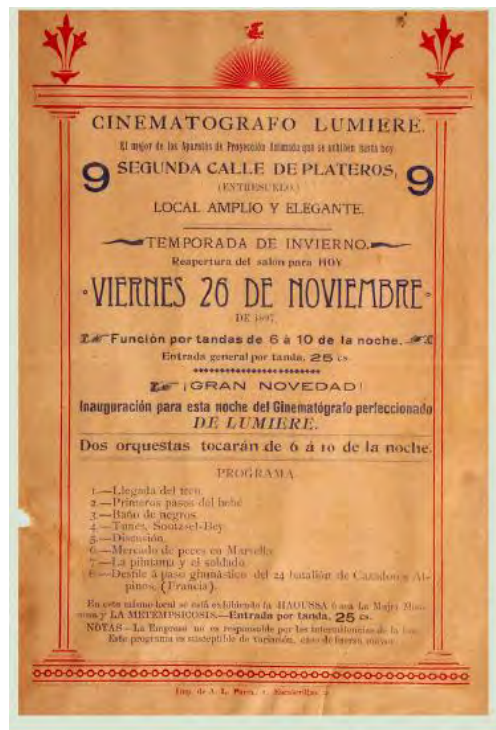 CINEMATOGRAFO LUMIERE.
El mejor de los Aparatos de Proyección Animada que se exhiben hasta hoy
9 SEGUNDA CALLE DE PLATEROS, 9
(ENTRESUELO.)
LOCAL AMPLIO Y ELEGANTE.
TEMPORADA DE INVIERNO.
Reapertura del salón para HOY
VIERNES 26 DE NOVIEMBRE
DE 1897.
Función por tandas de 6 á 10 de la noche.
Entrada general por tanda, 25 cs.
¡GRAN NOVEDAD!
Inauguración para esta noche del Cinematógrafo perfeccionado
DE LUMIERE.
Dos orquestas tocarán de 6 á 10 de la noche.
PROGRAMA
1.—Llegada del tren.
2.—Primeros pasos del bebé
3.—Baño de negros.
4.—Tunes, Souta-el-Bey
5.—Discusión.
6.—Mercado de peces en Marsella
7.—La pilmama y el soldado.
8.—Desfile á paso gimnástico del 24 batallón de Cazadores Al-
pinos, (Francia).
En este mismo local se está exhibiendo la HAOUSSA ó sea La Mujer
y LA METEMPSICOSIS.—Entrada por tanda, 25 cs.
NOTAS—La Empresa no es responsable por las intermitencias de la luz.
Este programa es susceptible de variación, caso de fuerza mayor.
Imp. de A. L. Parra, Escalerillas